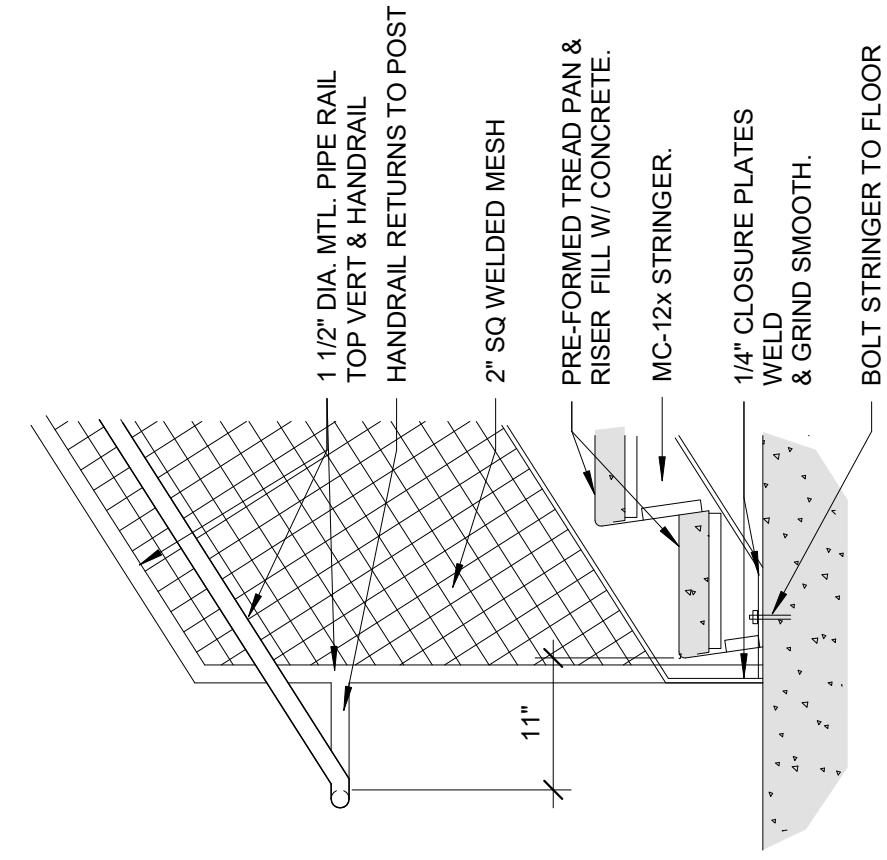 1 1/2" DIA. MTL. PIPE RAIL
TOP VERT & HANDRAIL
HANDRAIL RETURNS TO POST
2" SQ WELDED MESH
PRE-FORMED TREAD PAN &
RISER FILL W/ CONCRETE.
MC-12x STRINGER.
1/4" CLOSURE PLATES
WELD
& GRIND SMOOTH.
BOLT STRINGER TO FLOOR
11"